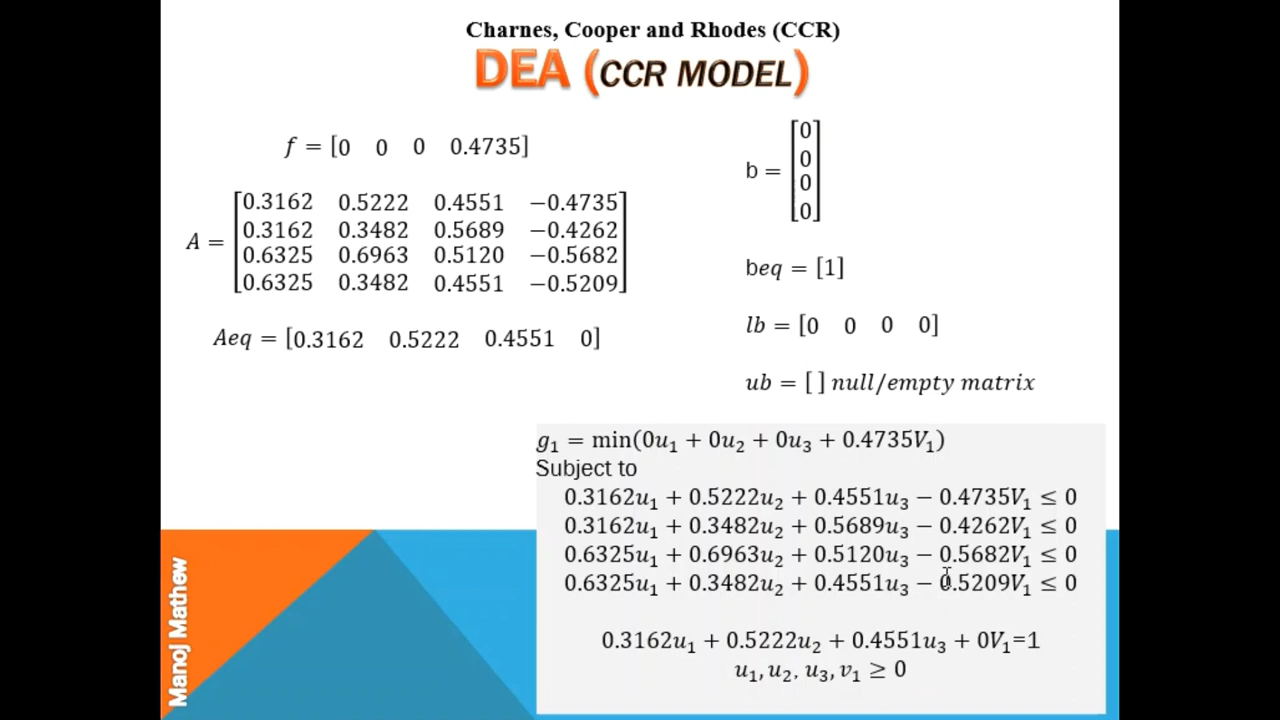 Charnes, Cooper and Rhodes (CCR)
DEA (CCR MODEL)
f = [0 0 0 0.4735]
A = [0.3162 0.5222 0.4551 −0.4735
0.3162 0.3482 0.5689 −0.4262
0.6325 0.6963 0.5120 −0.5682
0.6325 0.3482 0.4551 −0.5209]
Aeq = [0.3162 0.5222 0.4551 0]
b = [0
0
0
0]
beq = [1]
lb = [0 0 0 0]
ub = [ ] null/empty matrix
g₁ = min(0u₁ + 0u₂ + 0u₃ + 0.4735V₁)
Subject to
0.3162u₁ + 0.5222u₂ + 0.4551u₃ − 0.4735V₁ ≤ 0
0.3162u₁ + 0.3482u₂ + 0.5689u₃ − 0.4262V₁ ≤ 0
0.6325u₁ + 0.6963u₂ + 0.5120u₃ − 0.5682V₁ ≤ 0
0.6325u₁ + 0.3482u₂ + 0.4551u₃ − 0.5209V₁ ≤ 0
0.3162u₁ + 0.5222u₂ + 0.4551u₃ + 0V₁=1
u₁, u₂, u₃, v₁ ≥ 0
Manoj Mathew